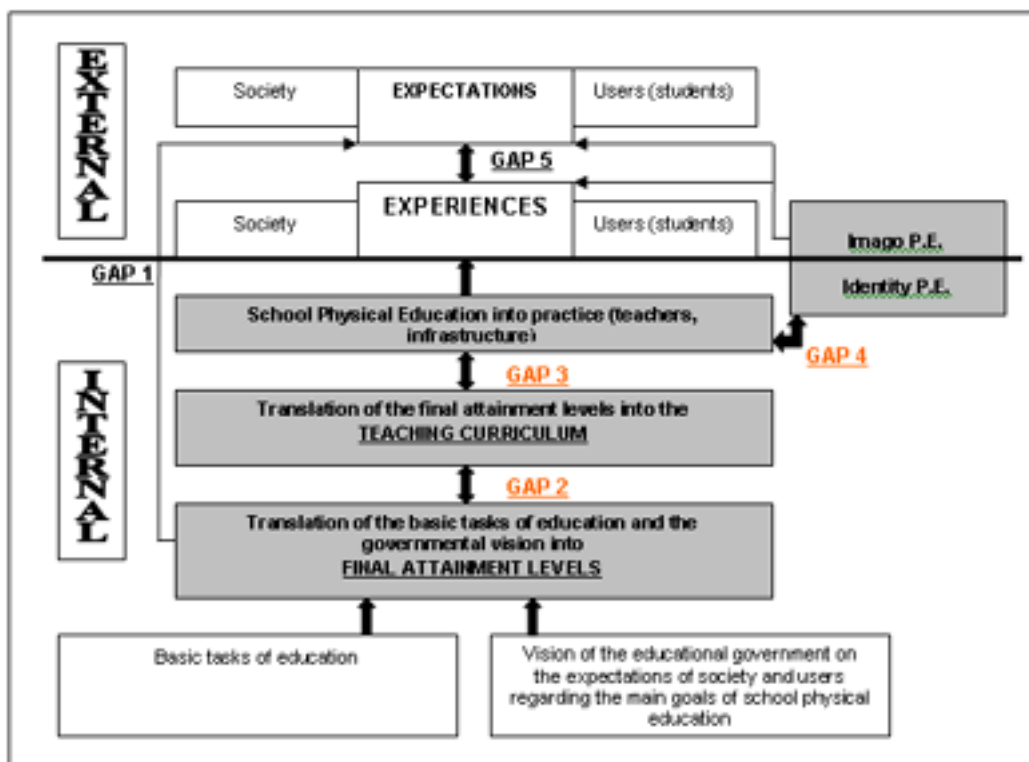 EXTERNAL
Society
EXPECTATIONS
Users (students)
GAP 5
Society
EXPERIENCES
Users (students)
Imago P.E.
Identity P.E.
GAP 1
School Physical Education into practice (teachers,
infrastructure)
GAP 4
GAP 3
INTERNAL
Translation of the final attainment levels into the
TEACHING CURRICULUM
GAP 2
Translation of the basic tasks of education and the
governmental vision into
FINAL ATTAINMENT LEVELS
Basic tasks of education
Vision of the educational government on
the expectations of society and users
regarding the main goals of school physical
education